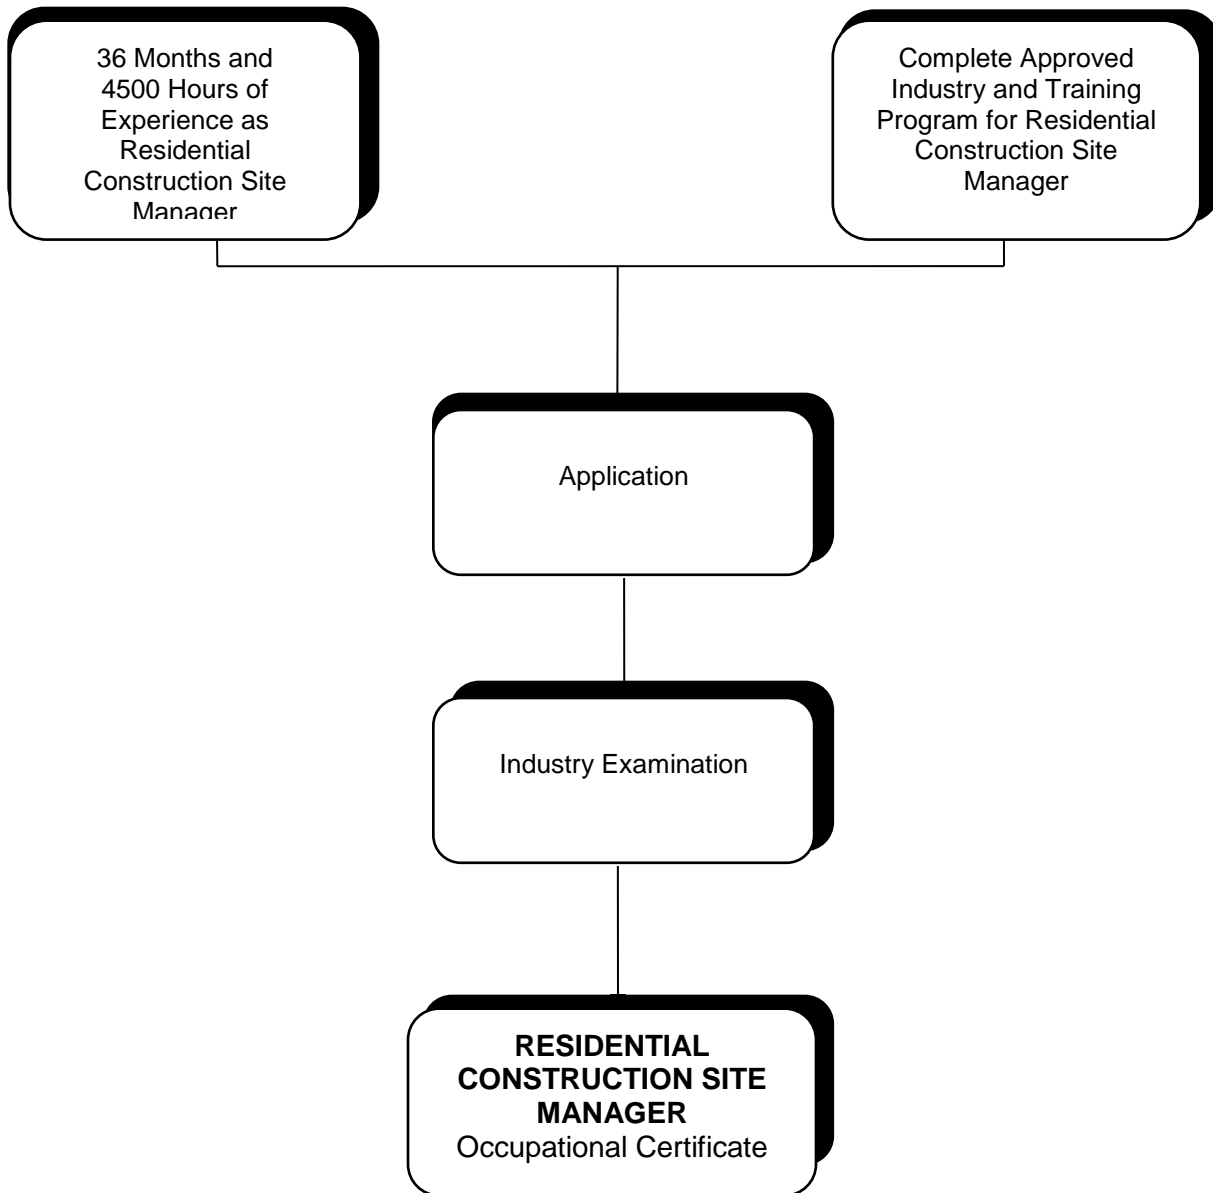 36 Months and
4500 Hours of
Experience as
Residential
Construction Site
Manager
Complete Approved
Industry and Training
Program for Residential
Construction Site
Manager
Application
Industry Examination
RESIDENTIAL
CONSTRUCTION SITE
MANAGER
Occupational Certificate